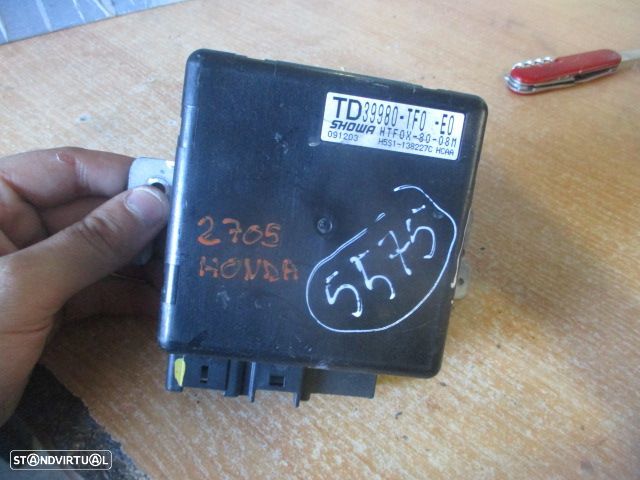 TD39980-TF0 -E0
SHOWA HTF0X-80-08M
091203 H5S1-138227C HCAA
2705
HONDA
5575
STANDVIRTUAL